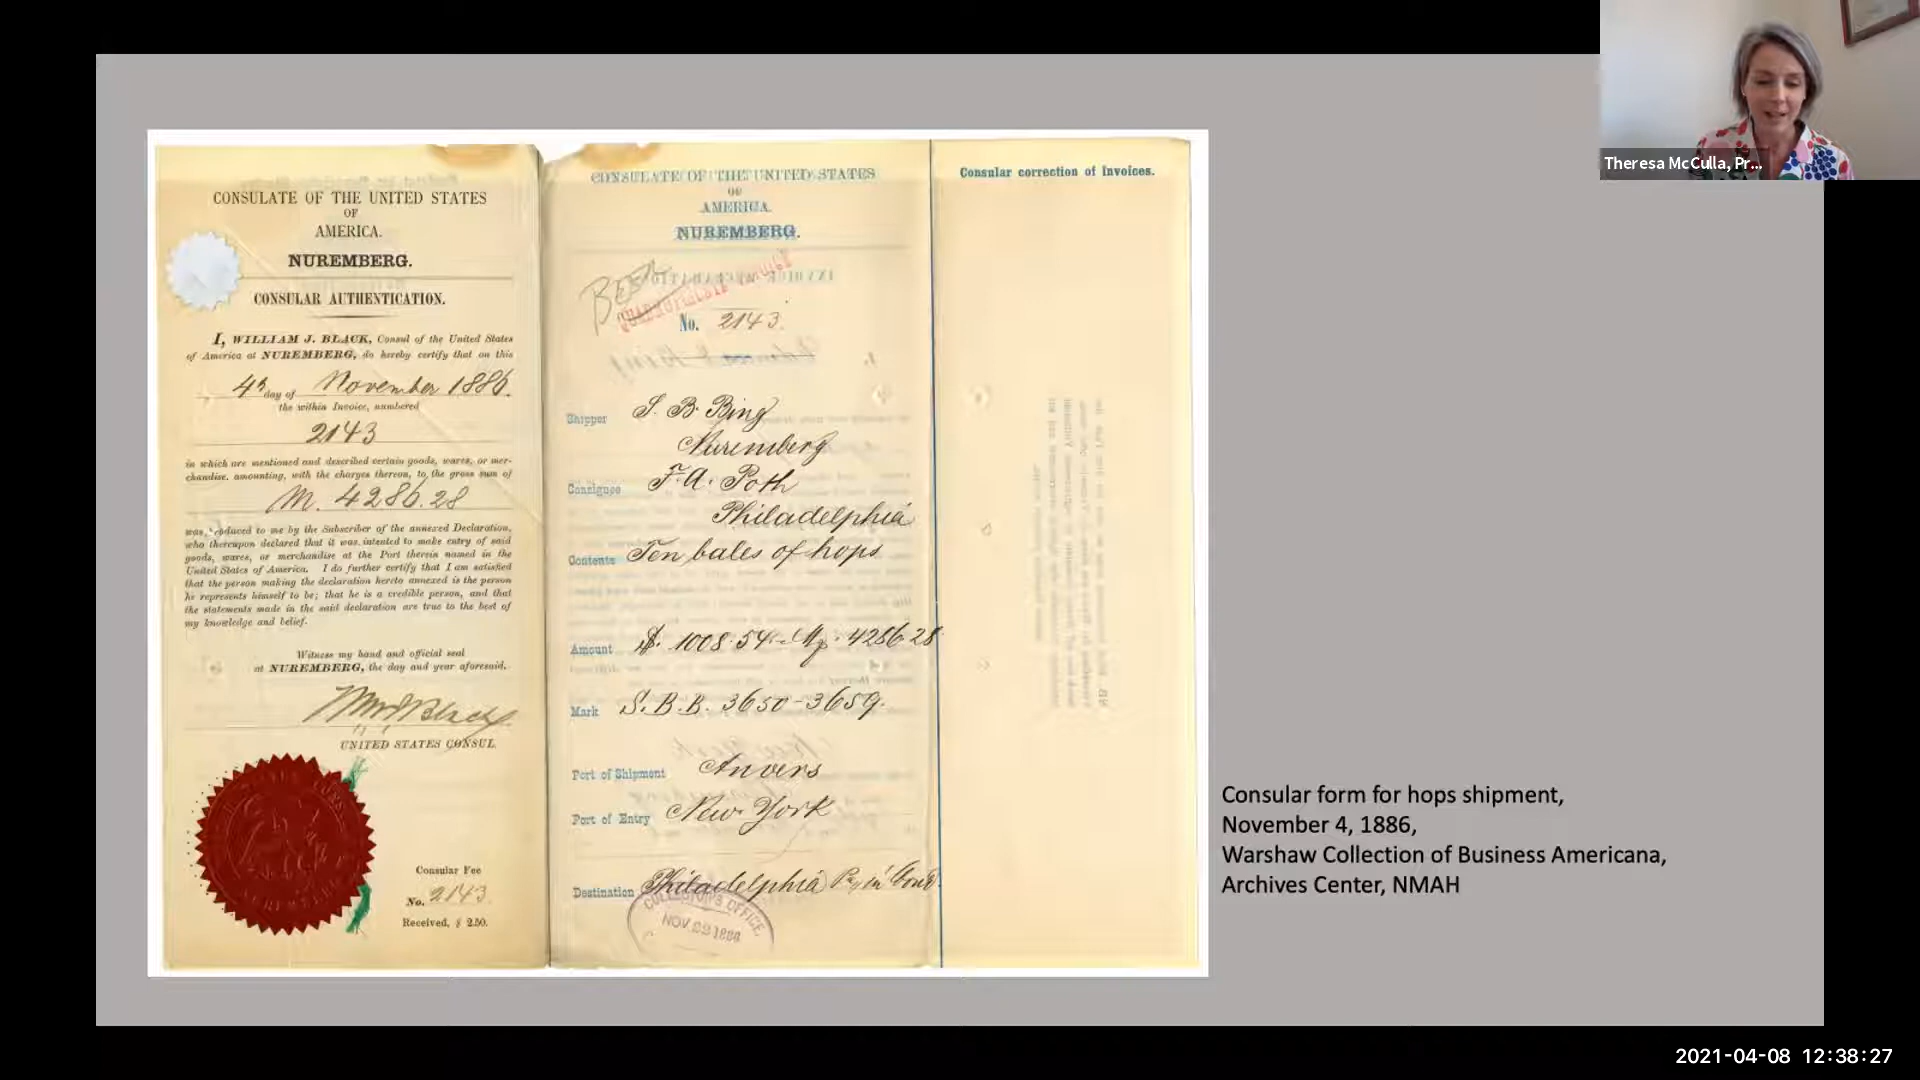 Theresa McCulla, Pr...
CONSULATE OF THE UNITED STATES
OF
AMERICA.
NUREMBERG.
CONSULAR AUTHENTICATION.
I, WILLIAM J. BLACK, Consul of the United States
of America at NUREMBERG, do hereby certify that on this
4th day of November 1886.
the within Invoice, numbered
2143
in which are mentioned and described certain goods, wares, or mer-
chandise, amounting, with the charges thereon, to the gross sum of
M. 4286.28
was produced to me by the Subscriber of the annexed Declaration,
who thereupon declared that it was intended to make entry of said
goods, wares, or merchandise at the Port therein named in the
United States of America. I do further certify that I am satisfied
that the person making the declaration hereto annexed is the person
he represents himself to be; that he is a credible person, and that
the statements made in the said declaration are true to the best of
my knowledge and belief.
Witness my hand and official seal
at NUREMBERG, the day and year aforesaid.
Wm J Black
UNITED STATES CONSUL.
Consular Fee
No. 2143.
Received, $ 2.50.
CONSULATE OF THE UNITED STATES
OF
AMERICA.
NUREMBERG.
QUADRUPLICATE INVOICE
No. 2143.
Shipper S. B. Bing
Nuremberg
Consignee F. A. Poth
Philadelphia
Contents Ten bales of hops
Amount $. 1008.54 4286.28
Mark S.B.B. 3650-3659.
Port of Shipment Anvers
Port of Entry New York
Destination Philadelphia
COLLECTOR'S OFFICE,
NOV 1886
Consular correction of Invoices.
Consular form for hops shipment,
November 4, 1886,
Warshaw Collection of Business Americana,
Archives Center, NMAH
2021-04-08 12:38:27